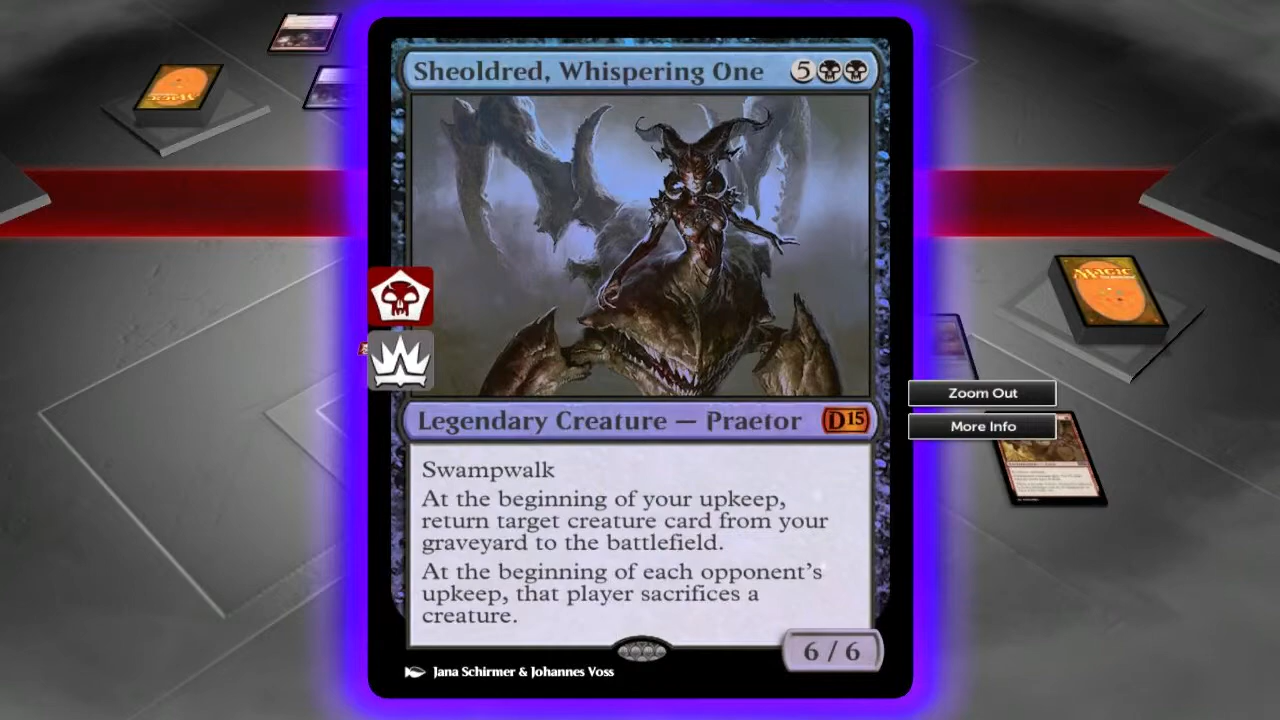 Sheoldred, Whispering One 5
Zoom Out
More Info
Legendary Creature — Praetor D15
Swampwalk
At the beginning of your upkeep,
return target creature card from your
graveyard to the battlefield.
At the beginning of each opponent's
upkeep, that player sacrifices a
creature.
6 / 6
Jana Schirmer & Johannes Voss
MAGIC